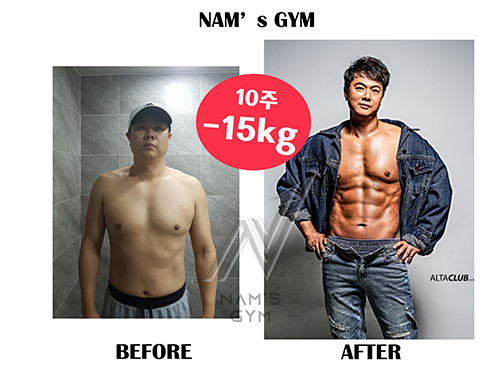 NAM’s GYM
10주
-15kg
NAM'S
GYM
ALTACLUB
BEFORE
AFTER